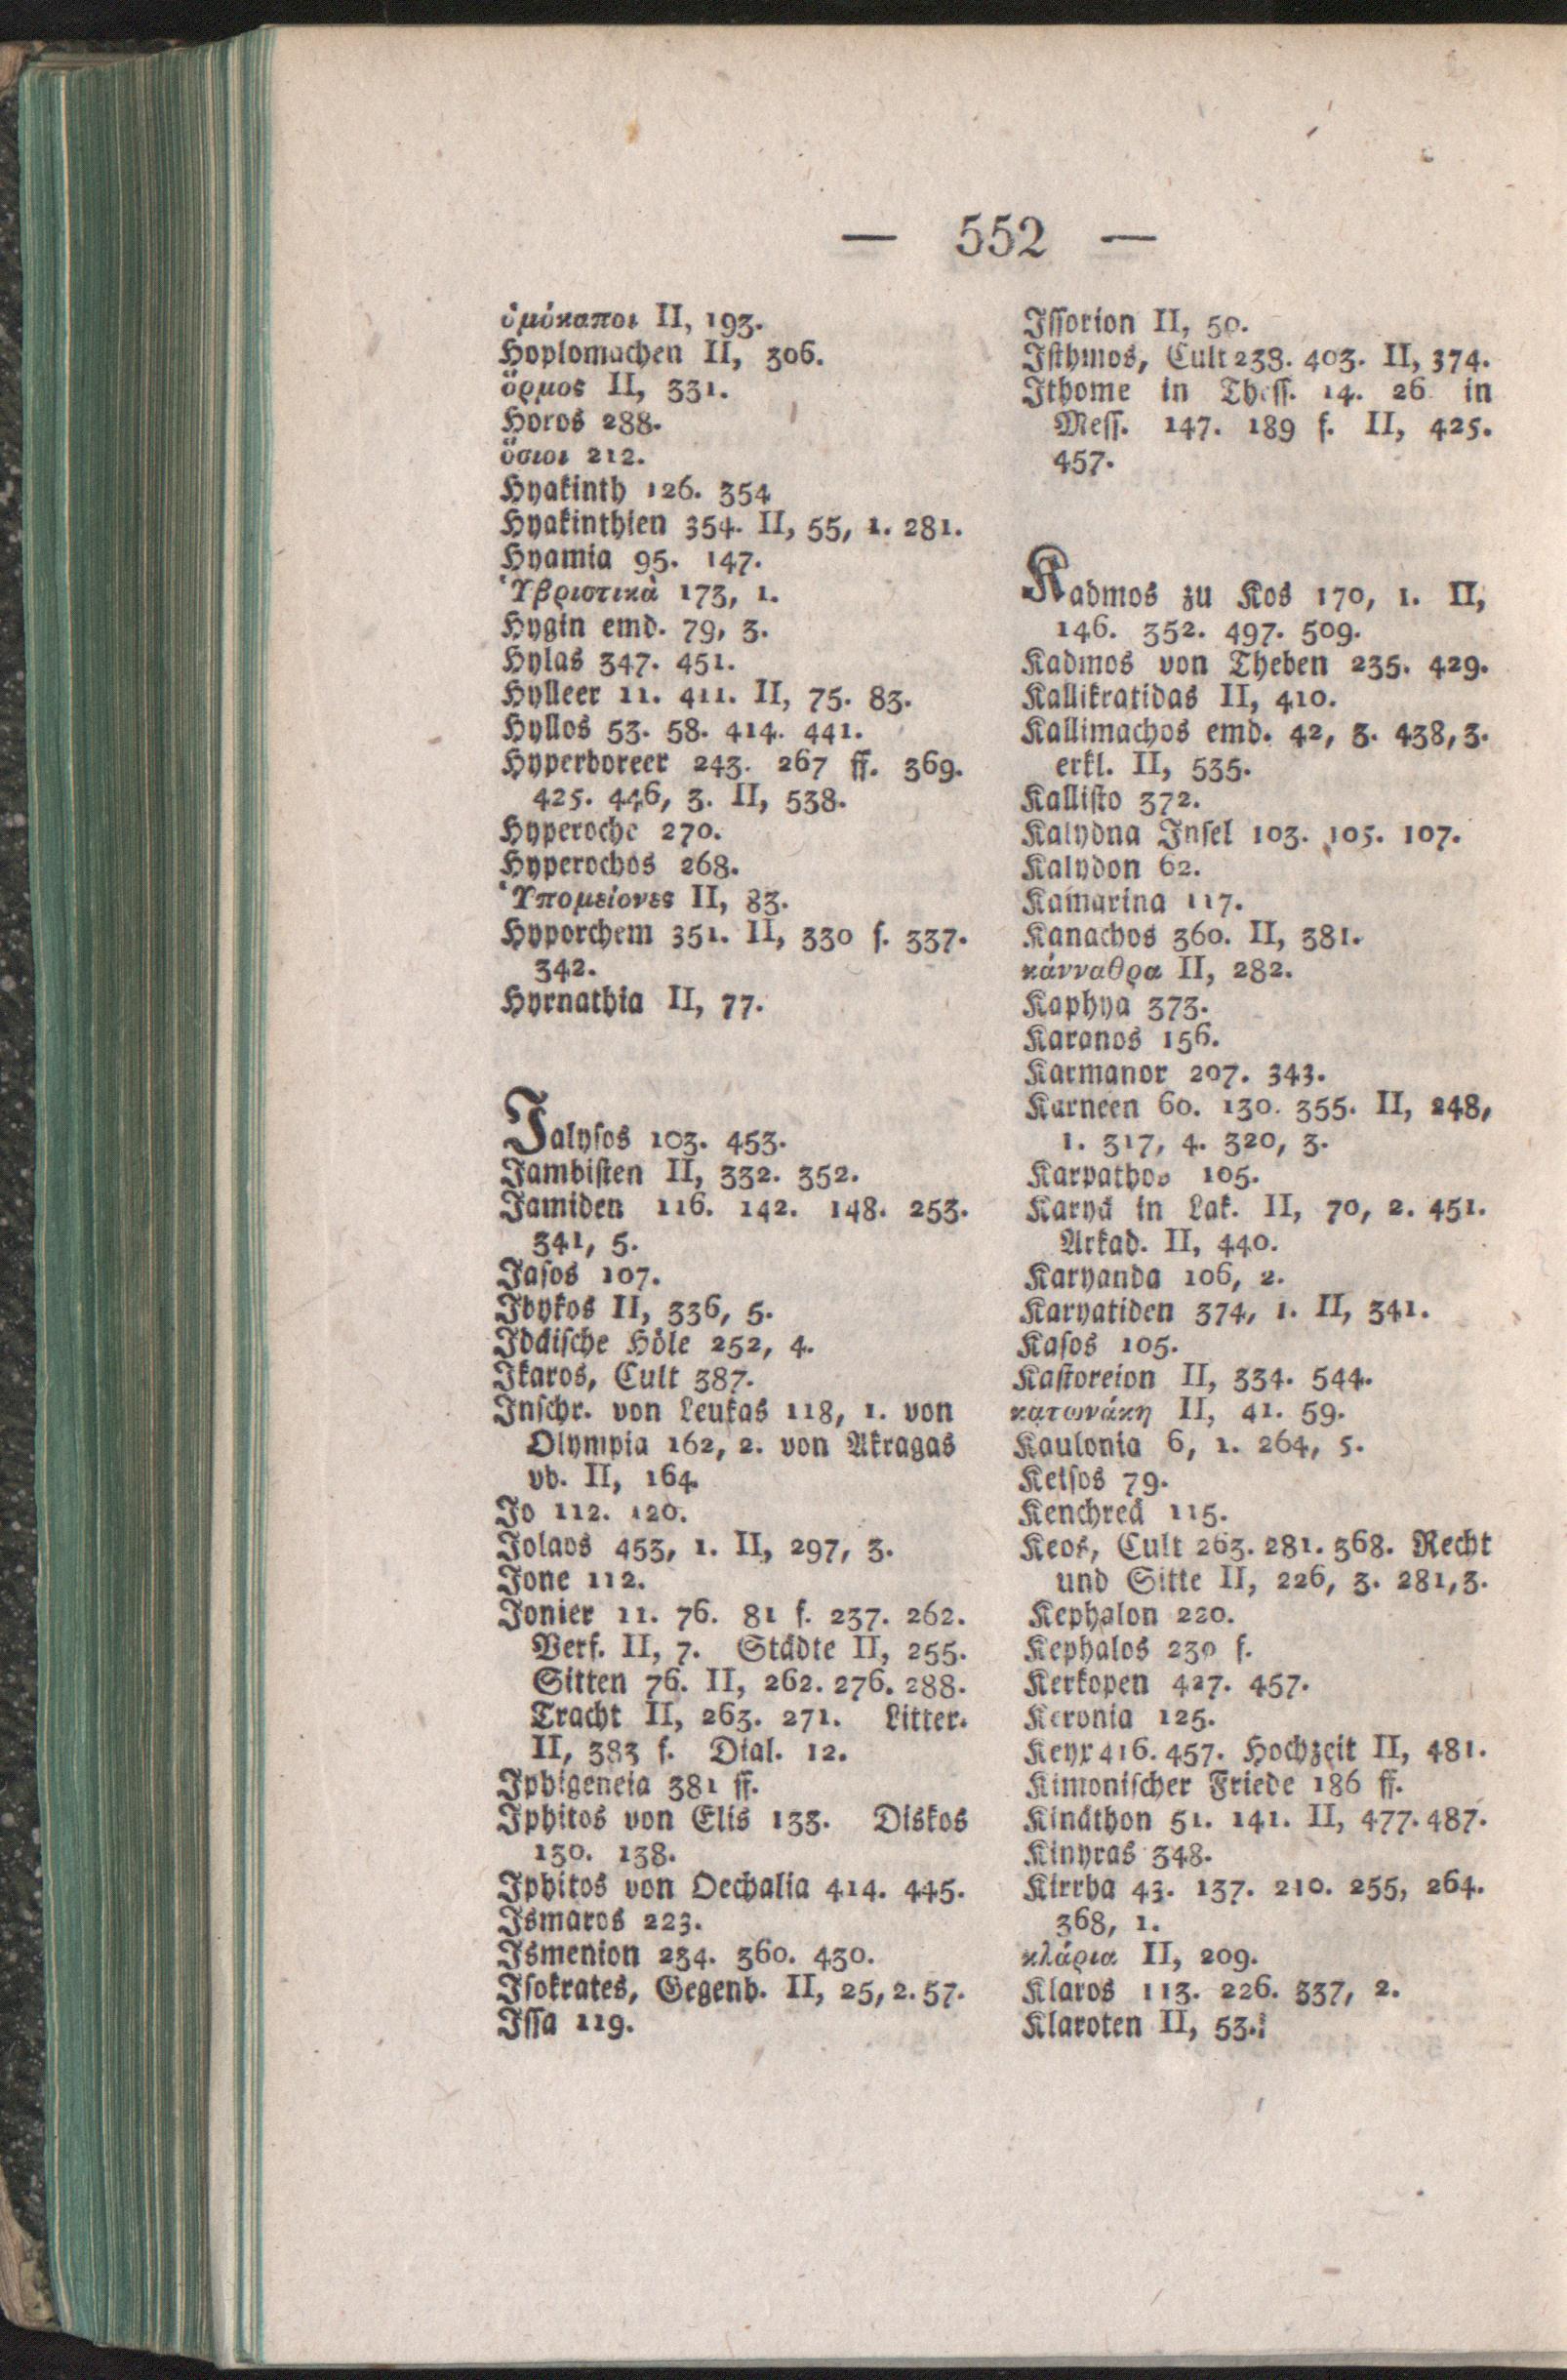 — 552 —
ὁμόκαποι II, 193.
Hoplomachen II, 306.
ὅρμος II, 331.
Horos 288.
ὅσιοι 212.
Hyakinth 126. 354
Hyakinthien 354. II, 55, 1. 281.
Hyamia 95. 147.
Ὑβριστικὰ 173, 1.
Hygin emd. 79, 3.
Hylas 347. 451.
Hylleer 11. 411. II, 75. 83.
Hyllos 53. 58. 414. 441.
Hyperboreer 243. 267 ff. 369.
425. 446, 3. II, 538.
Hyperoche 270.
Hyperochos 268.
Ὑπομείονες II, 83.
Hyporchem 351. II, 330 f. 337.
342.
Hyrnathia II, 77.
Jalysos 103. 453.
Jambisten II, 332. 352.
Jamiden 116. 142. 148. 253.
341, 5.
Jasos 107.
Ibykos II, 336, 5.
Idäische Höle 252, 4.
Ikaros, Cult 387.
Inschr. von Leukas 118, 1. von
Olympia 162, 2. von Akragas
vb. II, 164.
Jo 112. 120.
Jolaos 453, 1. II, 297, 3.
Jone 112.
Jonier 11. 76. 81 f. 237. 262.
Verf. II, 7. Städte II, 255.
Sitten 76. II, 262. 276. 288.
Tracht II, 263. 271. Litter.
II, 383 f. Dial. 12.
Iphigeneia 381 ff.
Iphitos von Elis 133. Diskos
130. 138.
Iphitos von Oechalia 414. 445.
Ismaros 223.
Ismenion 234. 360. 430.
Isokrates, Gegenb. II, 25, 2. 57.
Issa 119.
Issorion II, 50.
Isthmos, Cult 238. 403. II, 374.
Ithome in Thess. 14. 26 in
Mess. 147. 189 f. II, 425.
457.
Kadmos zu Kos 170, 1. II,
146. 352. 497. 509.
Kadmos von Theben 235. 429.
Kallikratidas II, 410.
Kallimachos emd. 42, 3. 438, 3.
erkl. II, 535.
Kallisto 372.
Kalydna Insel 103. 105. 107.
Kalydon 62.
Kamarina 117.
Kanachos 360. II, 381.
κάνναθρα II, 282.
Kaphya 373.
Karanos 156.
Karmanor 207. 343.
Karneen 60. 130. 355. II, 248,
1. 317, 4. 320, 3.
Karpathos 105.
Karyä in Lak. II, 70, 2. 451.
Arkad. II, 440.
Karyanda 106, 2.
Karyatiden 374, 1. II, 341.
Kasos 105.
Kastoreion II, 334. 544.
κατωνάκη II, 41. 59.
Kaulonia 6, 1. 264, 5.
Keisos 79.
Kenchreä 115.
Keos, Cult 263. 281. 368. Recht
und Sitte II, 226, 3. 281, 3.
Kephalon 220.
Kephalos 230 f.
Kerkopen 427. 457.
Keronia 125.
Keyx 416. 457. Hochzeit II, 481.
Kimonischer Friede 186 ff.
Kinäthon 51. 141. II, 477. 487.
Kinyras 348.
Kirrha 43. 137. 210. 255, 264.
368, 1.
κλάρια II, 209.
Klaros 113. 226. 337, 2.
Klaroten II, 53.